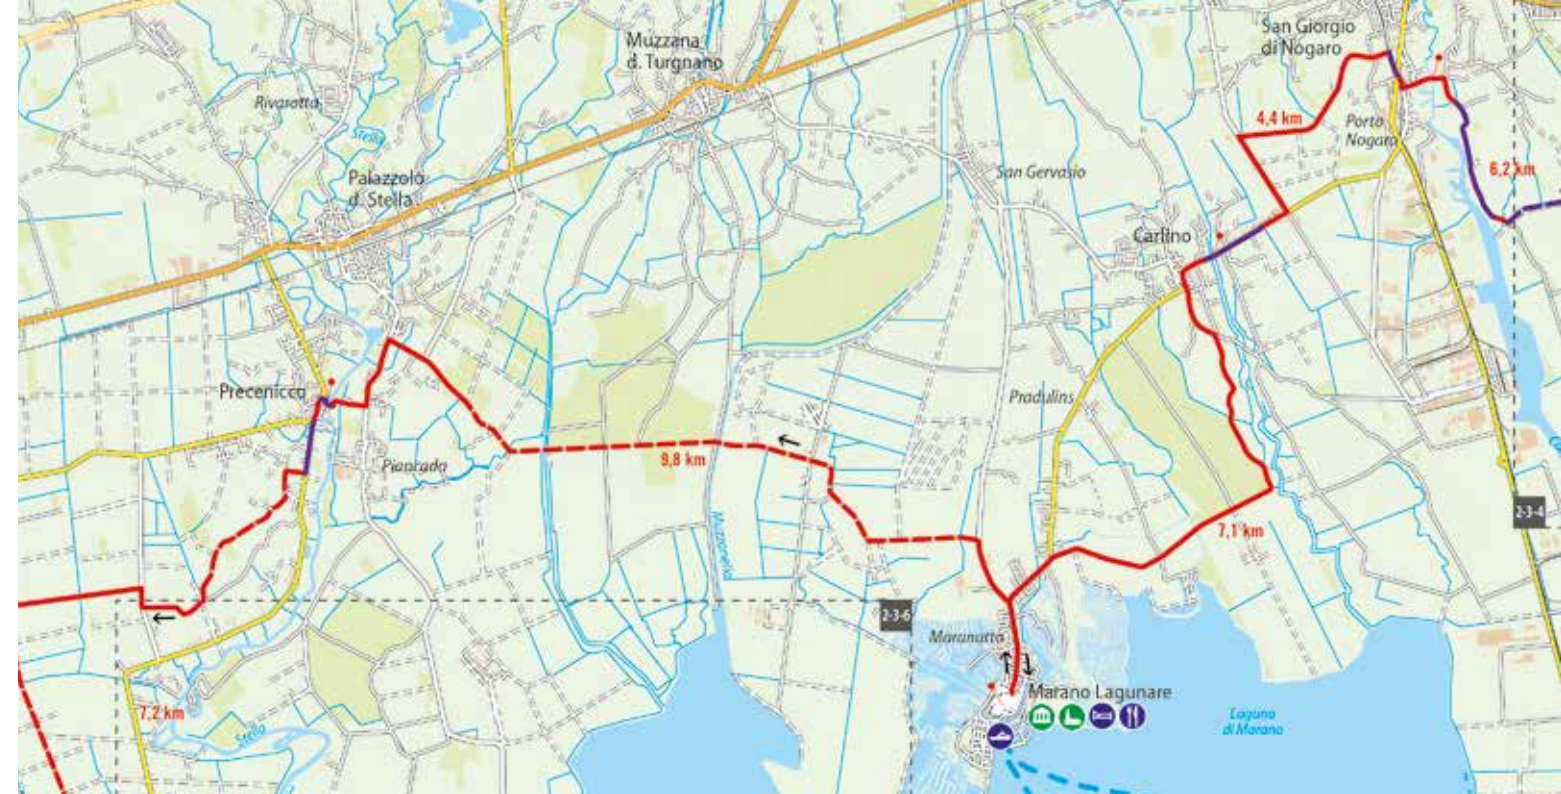 San Giorgio
di Nogaro
Muzzana
d. Turgnano
Rivarotta
Stella
4,4 km
Porto
Nogaro
6,2 km
San Gervasio
Palazzolo
d. Stella
Carlino
Precenicco
Pradulins
Piancada
9,8 km
2-3-4
7,1 km
Muzzanella
2-3-6
Maranutto
Marano Lagunare
Laguna
di Marano
7,2 km
Stella